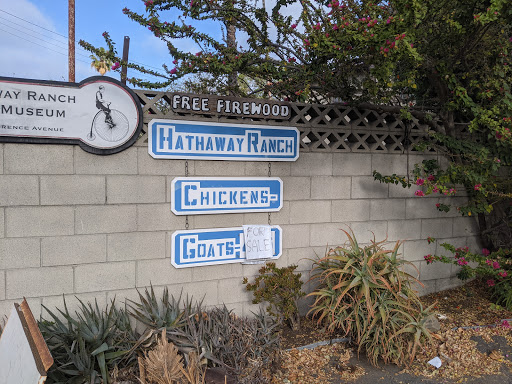 WAY RANCH
MUSEUM
RENCE AVENUE
FREE FIREWOOD
HATHAWAY RANCH
CHICKENS-
GOATS-
FOR
SALE